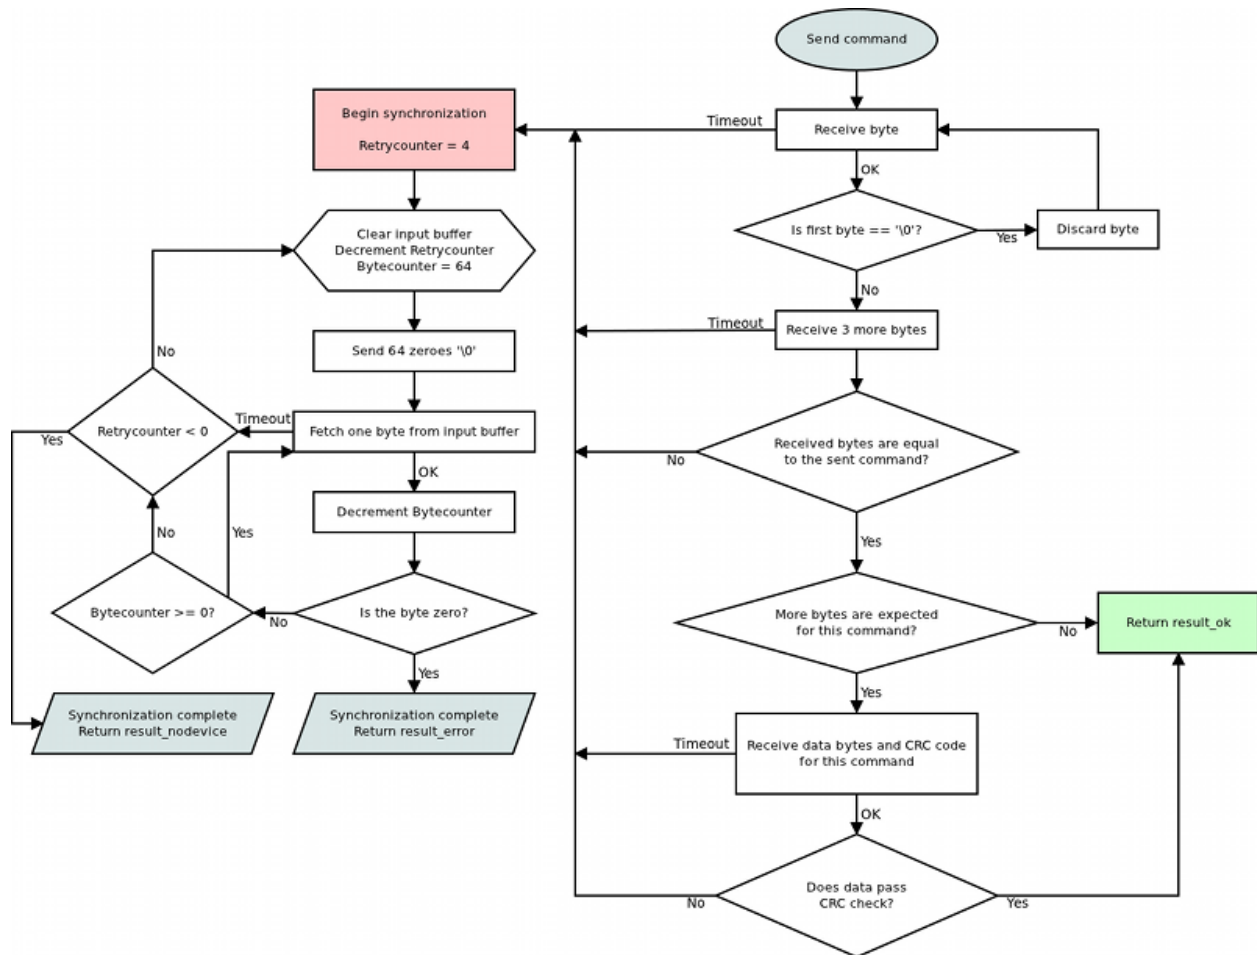 Send command
Begin synchronization
Retrycounter = 4
Timeout
Receive byte
OK
Clear input buffer
Decrement Retrycounter
Bytecounter = 64
Is first byte == '\0'?
Yes
Discard byte
No
Timeout
Receive 3 more bytes
Send 64 zeroes '\0'
No
Retrycounter < 0
Yes
Timeout
Fetch one byte from input buffer
OK
Received bytes are equal
to the sent command?
No
Yes
Decrement Bytecounter
No
Yes
Bytecounter >= 0?
No
Is the byte zero?
Yes
More bytes are expected
for this command?
No
Return result_ok
Yes
Synchronization complete
Return result_nodevice
Synchronization complete
Return result_error
Timeout
Receive data bytes and CRC code
for this command
OK
Does data pass
CRC check?
No
Yes